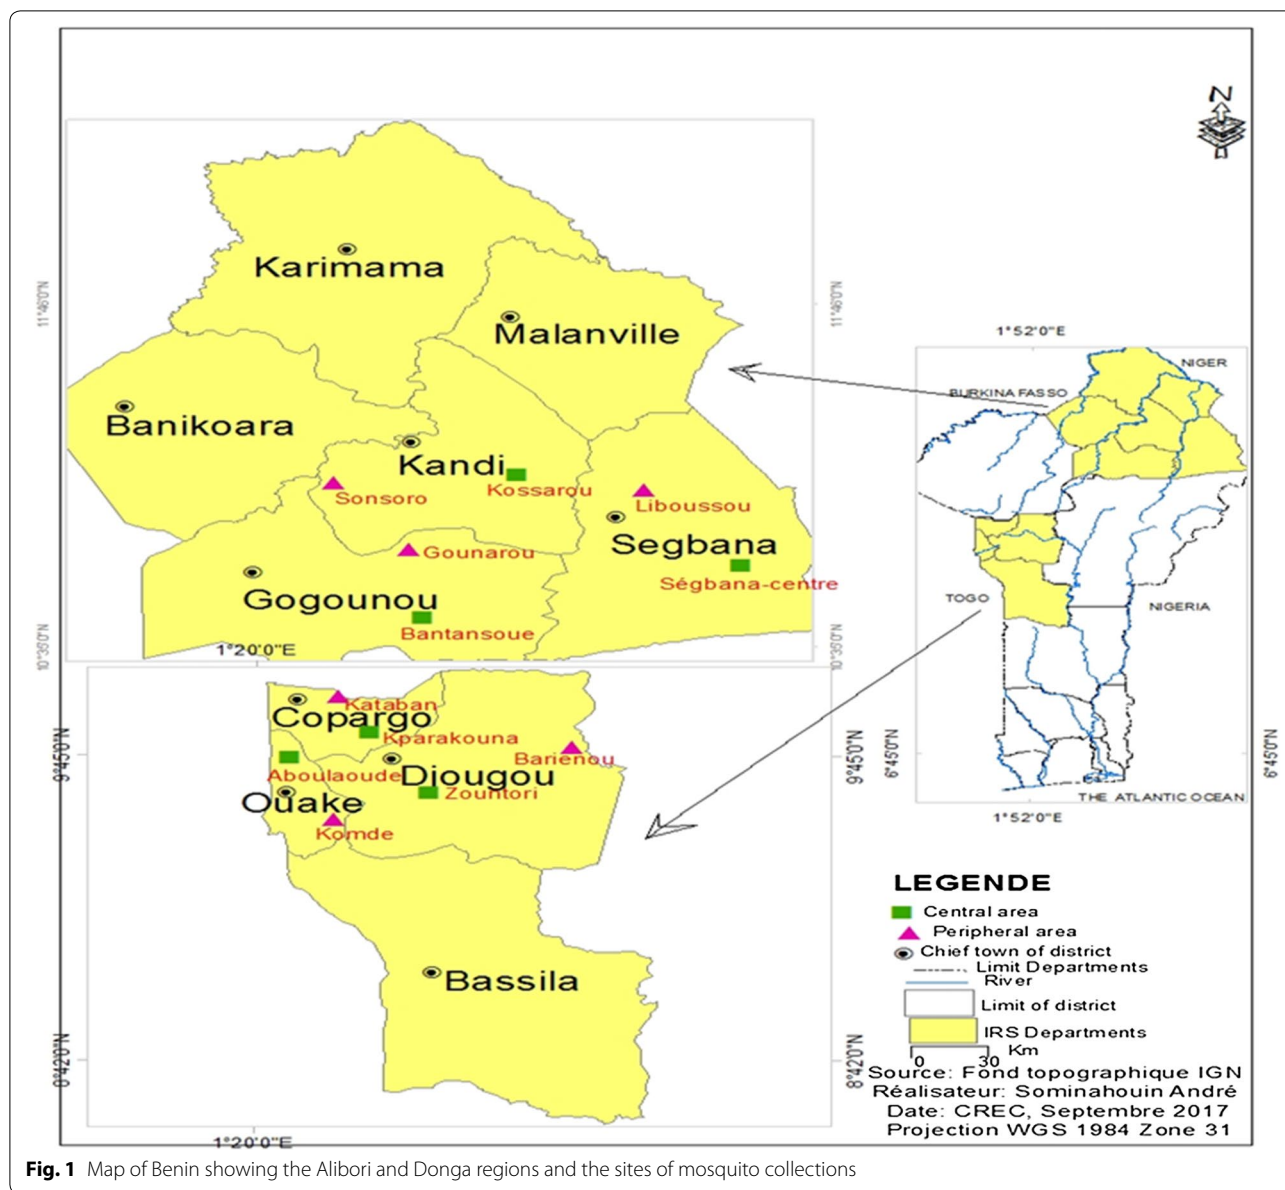 N
Karimama
Malanville
Banikoara
Kandi
Kossarou
Sonsoro
Liboussou
Gounarou
Segbana
Ségbana-centre
Gogounou
Bantansoue
11°46'0"N
11°46'0"N
10°35'0"N
10°35'0"N
1°20'0"E
Kataban
Copargo
Kparakouna
Barienou
Aboulaoude
Djougou
Ouake
Zountori
Komde
Bassila
9°45'0"N
9°45'0"N
8°42'0"N
8°42'0"N
1°20'0"E
1°52'0"E
NIGER
BURKINA FASSO
TOGO
NIGERIA
6°45'0"N
6°45'0"N
THE ATLANTIC OCEAN
1°52'0"E
LEGENDE
Central area
Peripheral area
Chief town of district
Limit Departments
River
Limit of district
IRS Departments
0 30 Km
Source: Fond topographique IGN
Réalisateur: Sominahouin André
Date: CREC, Septembre 2017
Projection WGS 1984 Zone 31
Fig. 1 Map of Benin showing the Alibori and Donga regions and the sites of mosquito collections